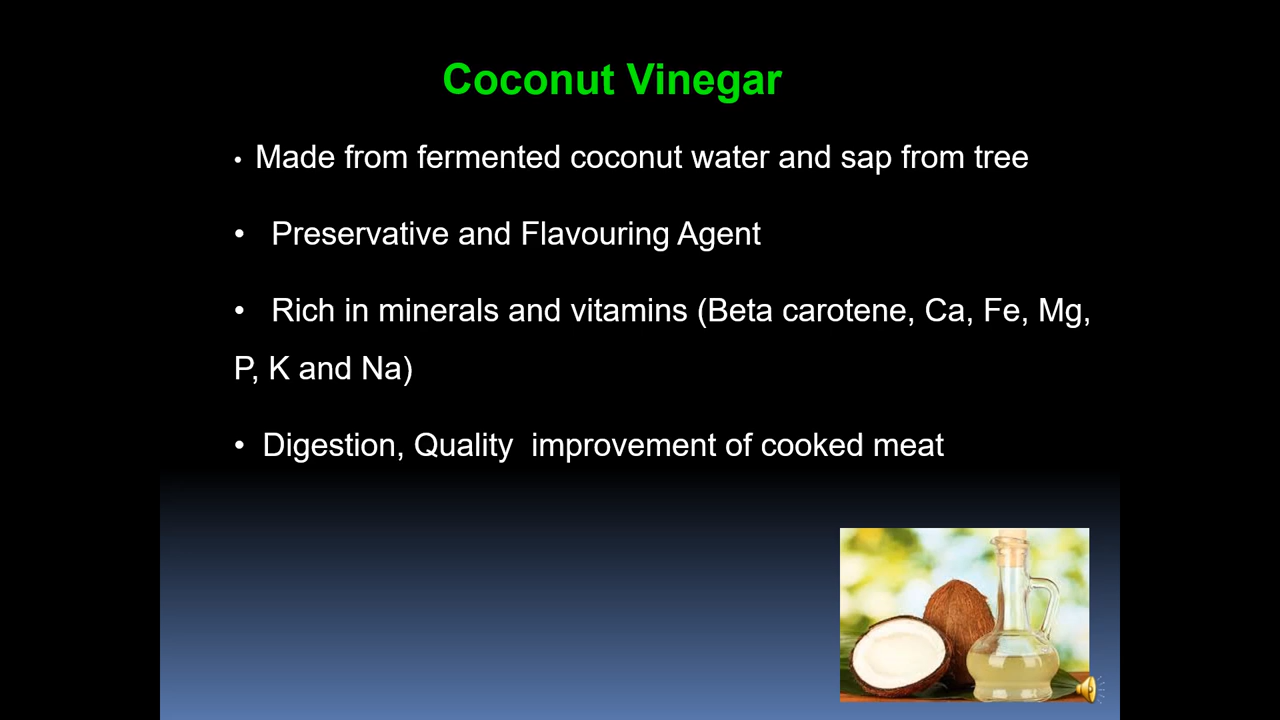 Coconut Vinegar
• Made from fermented coconut water and sap from tree
• Preservative and Flavouring Agent
• Rich in minerals and vitamins (Beta carotene, Ca, Fe, Mg,
P, K and Na)
• Digestion, Quality  improvement of cooked meat